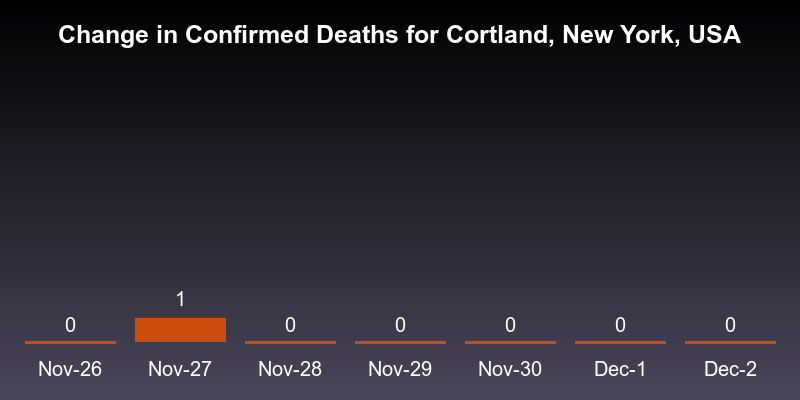 Change in Confirmed Deaths for Cortland, New York, USA
1
0 0 0 0 0 0
Nov-26 Nov-27 Nov-28 Nov-29 Nov-30 Dec-1 Dec-2